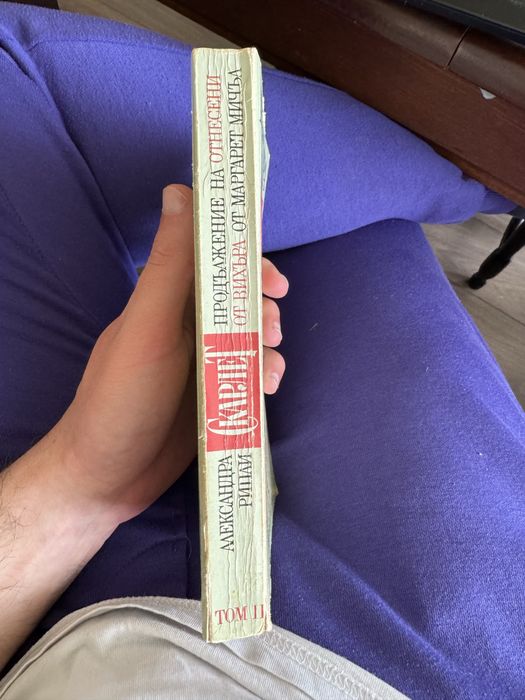 ТОМ II
АЛЕКСАНДРА
РИПЛИ
СКАРЛЕТ
ПРОДЪЛЖЕНИЕ НА ОТНЕСЕНИ
ОТ ВИХЪРА ОТ МАРГАРЕТ МИЧЪЛ